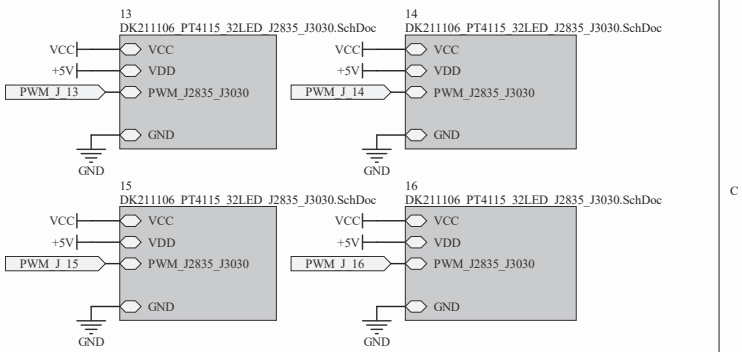 13
DK211106_PT4115_32LED_J2835_J3030.SchDoc
VCC VCC
+5V VDD
PWM_J_13 PWM_J2835_J3030
GND
GND
14
DK211106_PT4115_32LED_J2835_J3030.SchDoc
VCC VCC
+5V VDD
PWM_J_14 PWM_J2835_J3030
GND
GND
C
15
DK211106_PT4115_32LED_J2835_J3030.SchDoc
VCC VCC
+5V VDD
PWM_J_15 PWM_J2835_J3030
GND
GND
16
DK211106_PT4115_32LED_J2835_J3030.SchDoc
VCC VCC
+5V VDD
PWM_J_16 PWM_J2835_J3030
GND
GND